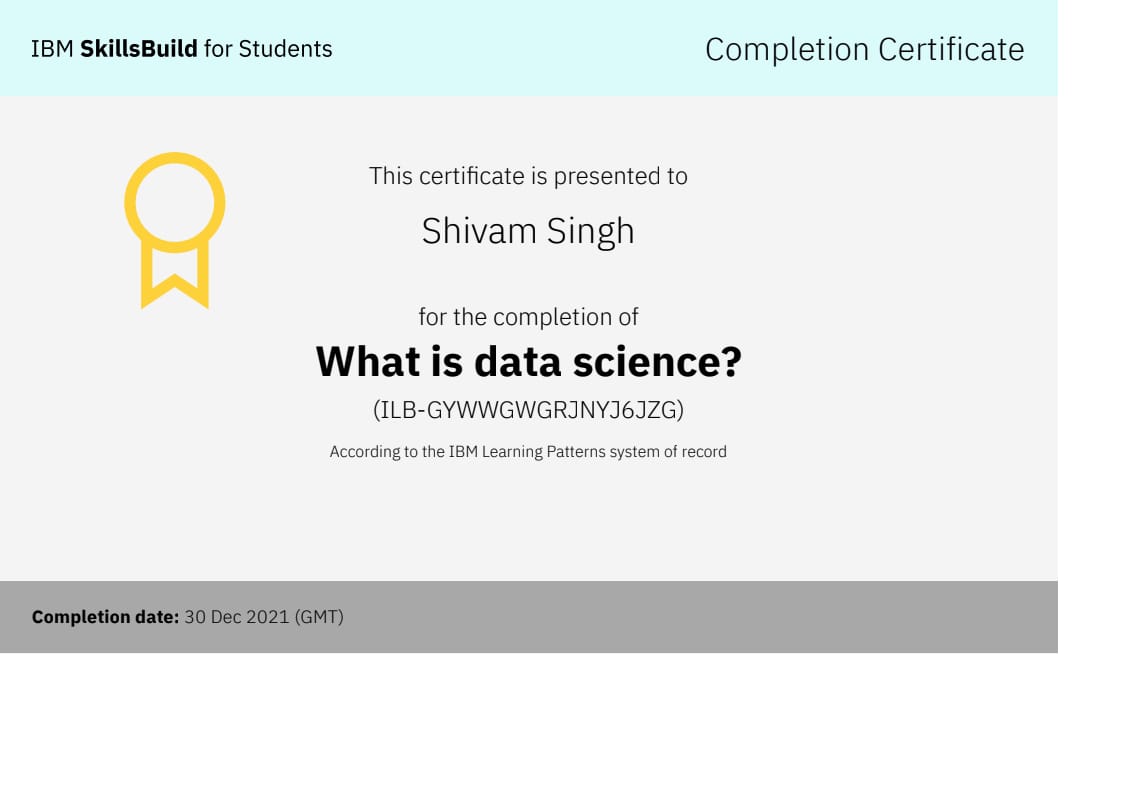 IBM SkillsBuild for Students
Completion Certificate
This certificate is presented to
Shivam Singh
for the completion of
What is data science?
(ILB-GYWWGWGRJNYJ6JZG)
According to the IBM Learning Patterns system of record
Completion date: 30 Dec 2021 (GMT)